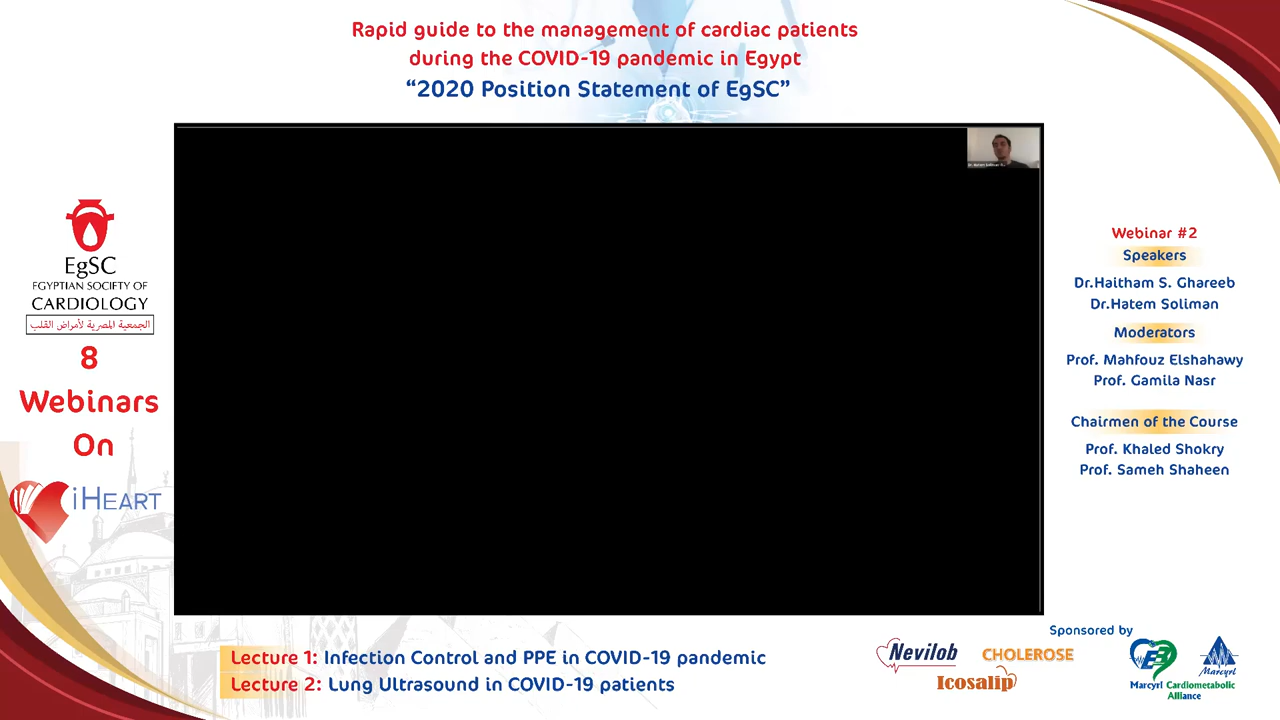 Rapid guide to the management of cardiac patients
during the COVID-19 pandemic in Egypt
“2020 Position Statement of EgSC”
EgSC
EGYPTIAN SOCIETY OF
CARDIOLOGY
الجمعية المصرية لأمراض القلب
8
Webinars
On
iHEART
Webinar #2
Speakers
Dr.Haitham S. Ghareeb
Dr.Hatem Soliman
Moderators
Prof. Mahfouz Elshahawy
Prof. Gamila Nasr
Chairmen of the Course
Prof. Khaled Shokry
Prof. Sameh Shaheen
Lecture 1: Infection Control and PPE in COVID-19 pandemic
Lecture 2: Lung Ultrasound in COVID-19 patients
Sponsored by
Nevilob
CHOLEROSE
Icosalip
Marcyrl Cardiometabolic
Alliance
Marcyrl